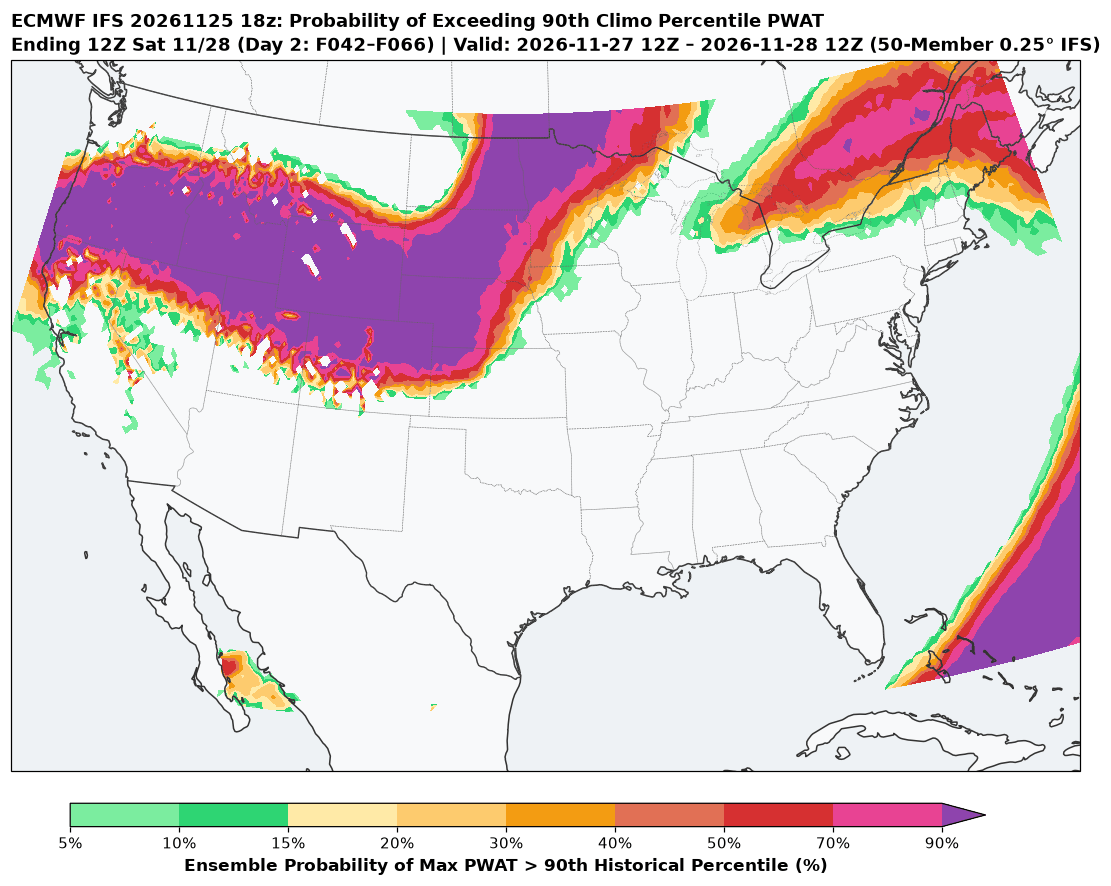 ECMWF IFS 20261125 18z: Probability of Exceeding 90th Climo Percentile PWAT
Ending 12Z Sat 11/28 (Day 2: F042–F066) | Valid: 2026-11-27 12Z – 2026-11-28 12Z (50-Member 0.25° IFS)
5% 10% 15% 20% 30% 40% 50% 70% 90%
Ensemble Probability of Max PWAT > 90th Historical Percentile (%)